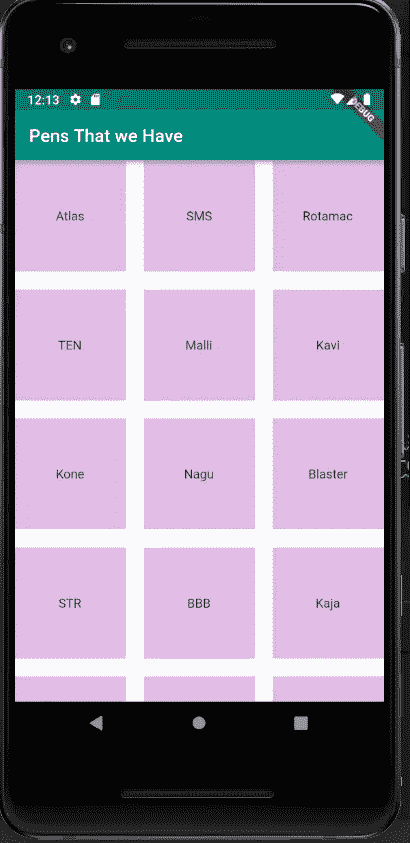 12:13
DEBUG
Pens That we Have
Atlas SMS Rotamac
TEN Malli Kavi
Kone Nagu Blaster
STR BBB Kaja